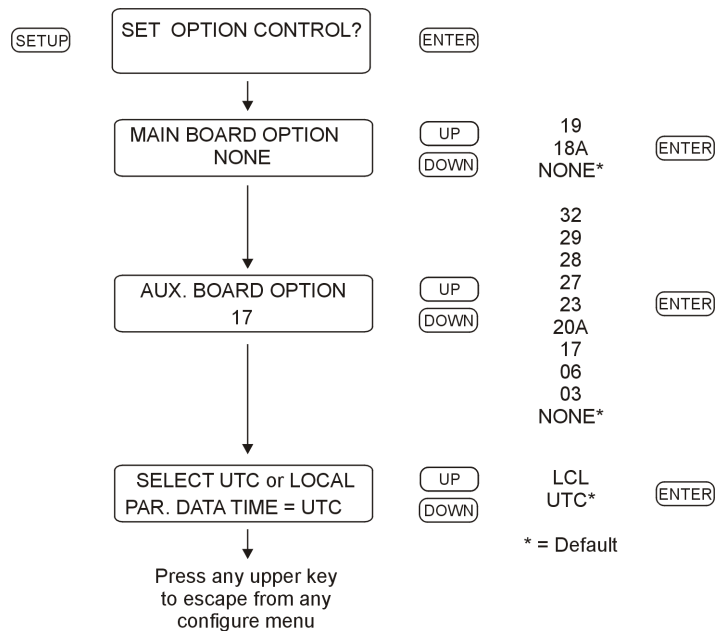 SETUP
SET OPTION CONTROL?
ENTER
MAIN BOARD OPTION
NONE
UP
DOWN
19
18A
NONE*
ENTER
AUX. BOARD OPTION
17
UP
DOWN
32
29
28
27
23
20A
17
06
03
NONE*
ENTER
SELECT UTC or LOCAL
PAR. DATA TIME = UTC
UP
DOWN
LCL
UTC*
ENTER
* = Default
Press any upper key
to escape from any
configure menu